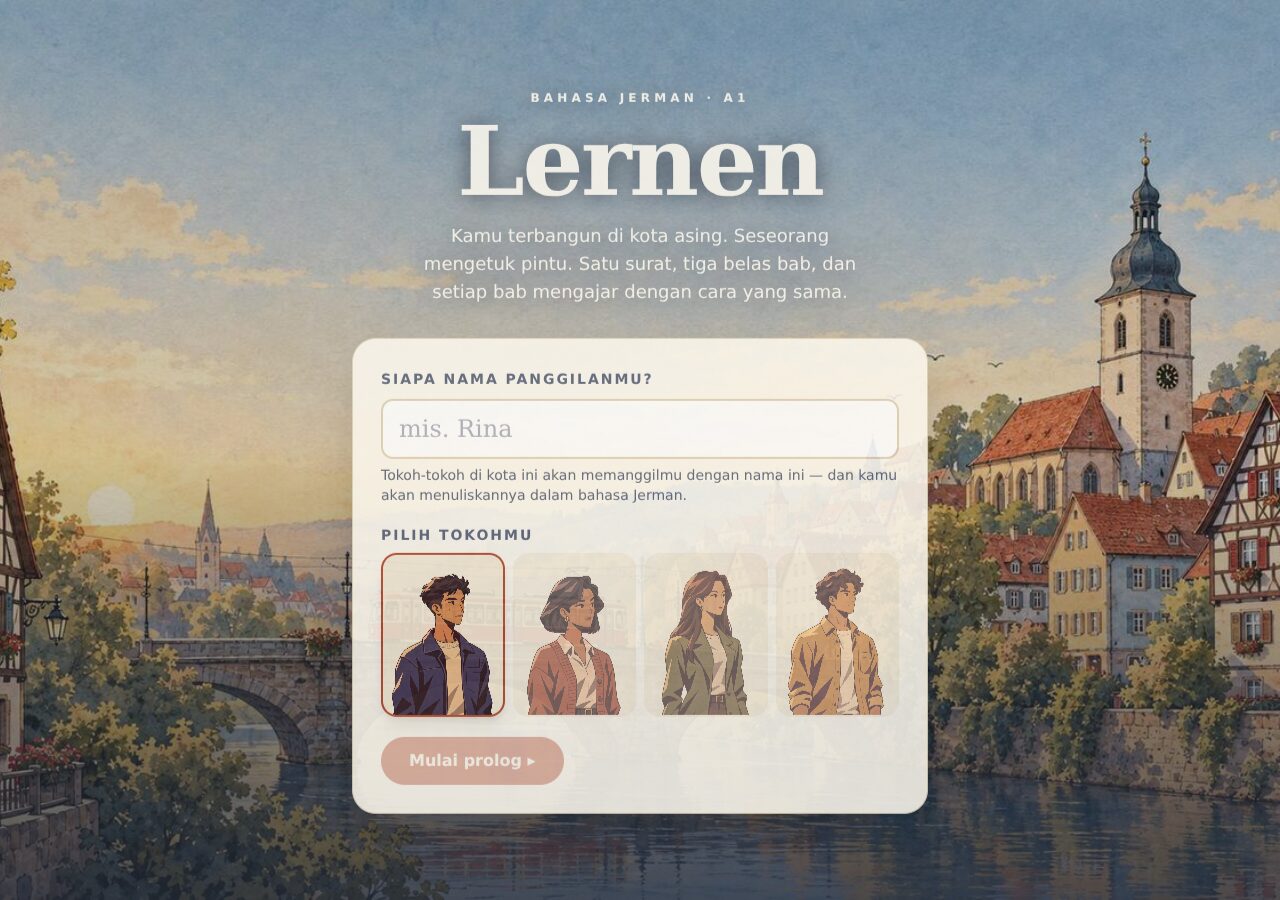 BAHASA JERMAN · A1
Lernen
Kamu terbangun di kota asing. Seseorang
mengetuk pintu. Satu surat, tiga belas bab, dan
setiap bab mengajar dengan cara yang sama.
SIAPA NAMA PANGGILANMU?
mis. Rina
Tokoh-tokoh di kota ini akan memanggilmu dengan nama ini — dan kamu
akan menuliskannya dalam bahasa Jerman.
PILIH TOKOHMU
Mulai prolog ▸